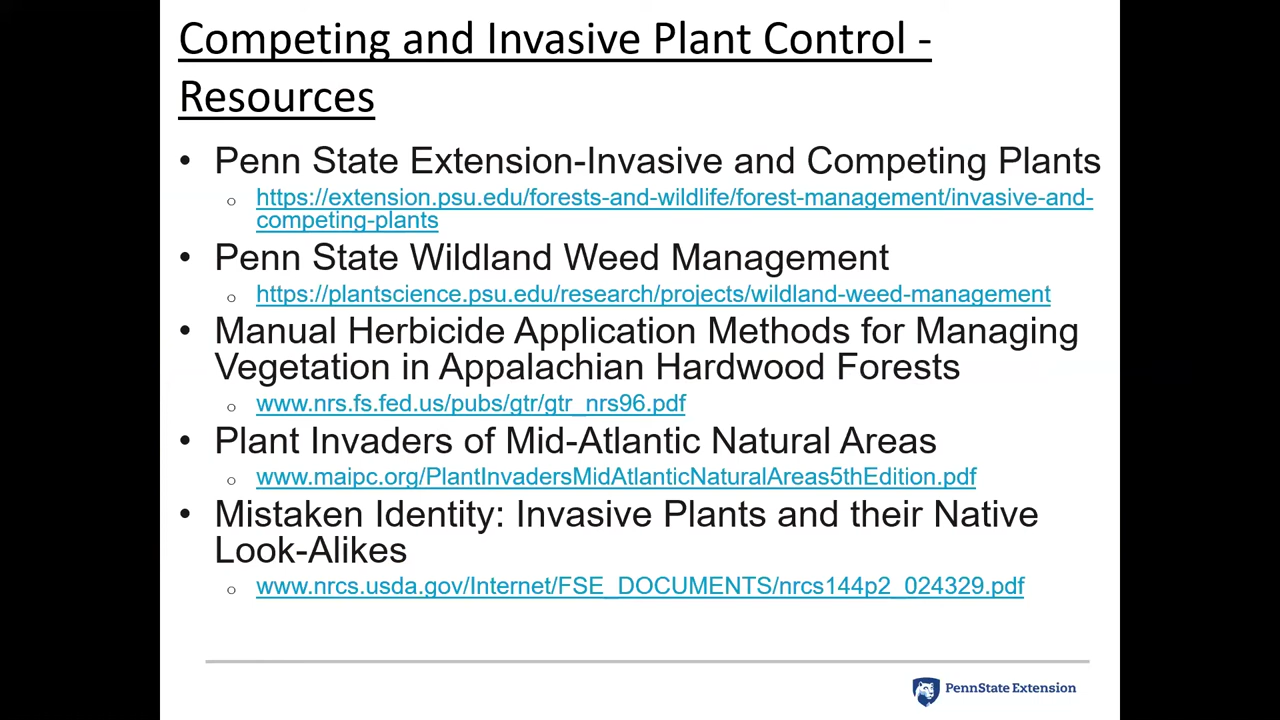 Competing and Invasive Plant Control -
Resources
• Penn State Extension-Invasive and Competing Plants
○ https://extension.psu.edu/forests-and-wildlife/forest-management/invasive-and-
competing-plants
• Penn State Wildland Weed Management
○ https://plantscience.psu.edu/research/projects/wildland-weed-management
• Manual Herbicide Application Methods for Managing
Vegetation in Appalachian Hardwood Forests
○ www.nrs.fs.fed.us/pubs/gtr/gtr_nrs96.pdf
• Plant Invaders of Mid-Atlantic Natural Areas
○ www.maipc.org/PlantInvadersMidAtlanticNaturalAreas5thEdition.pdf
• Mistaken Identity: Invasive Plants and their Native
Look-Alikes
○ www.nrcs.usda.gov/Internet/FSE_DOCUMENTS/nrcs144p2_024329.pdf
PennState Extension